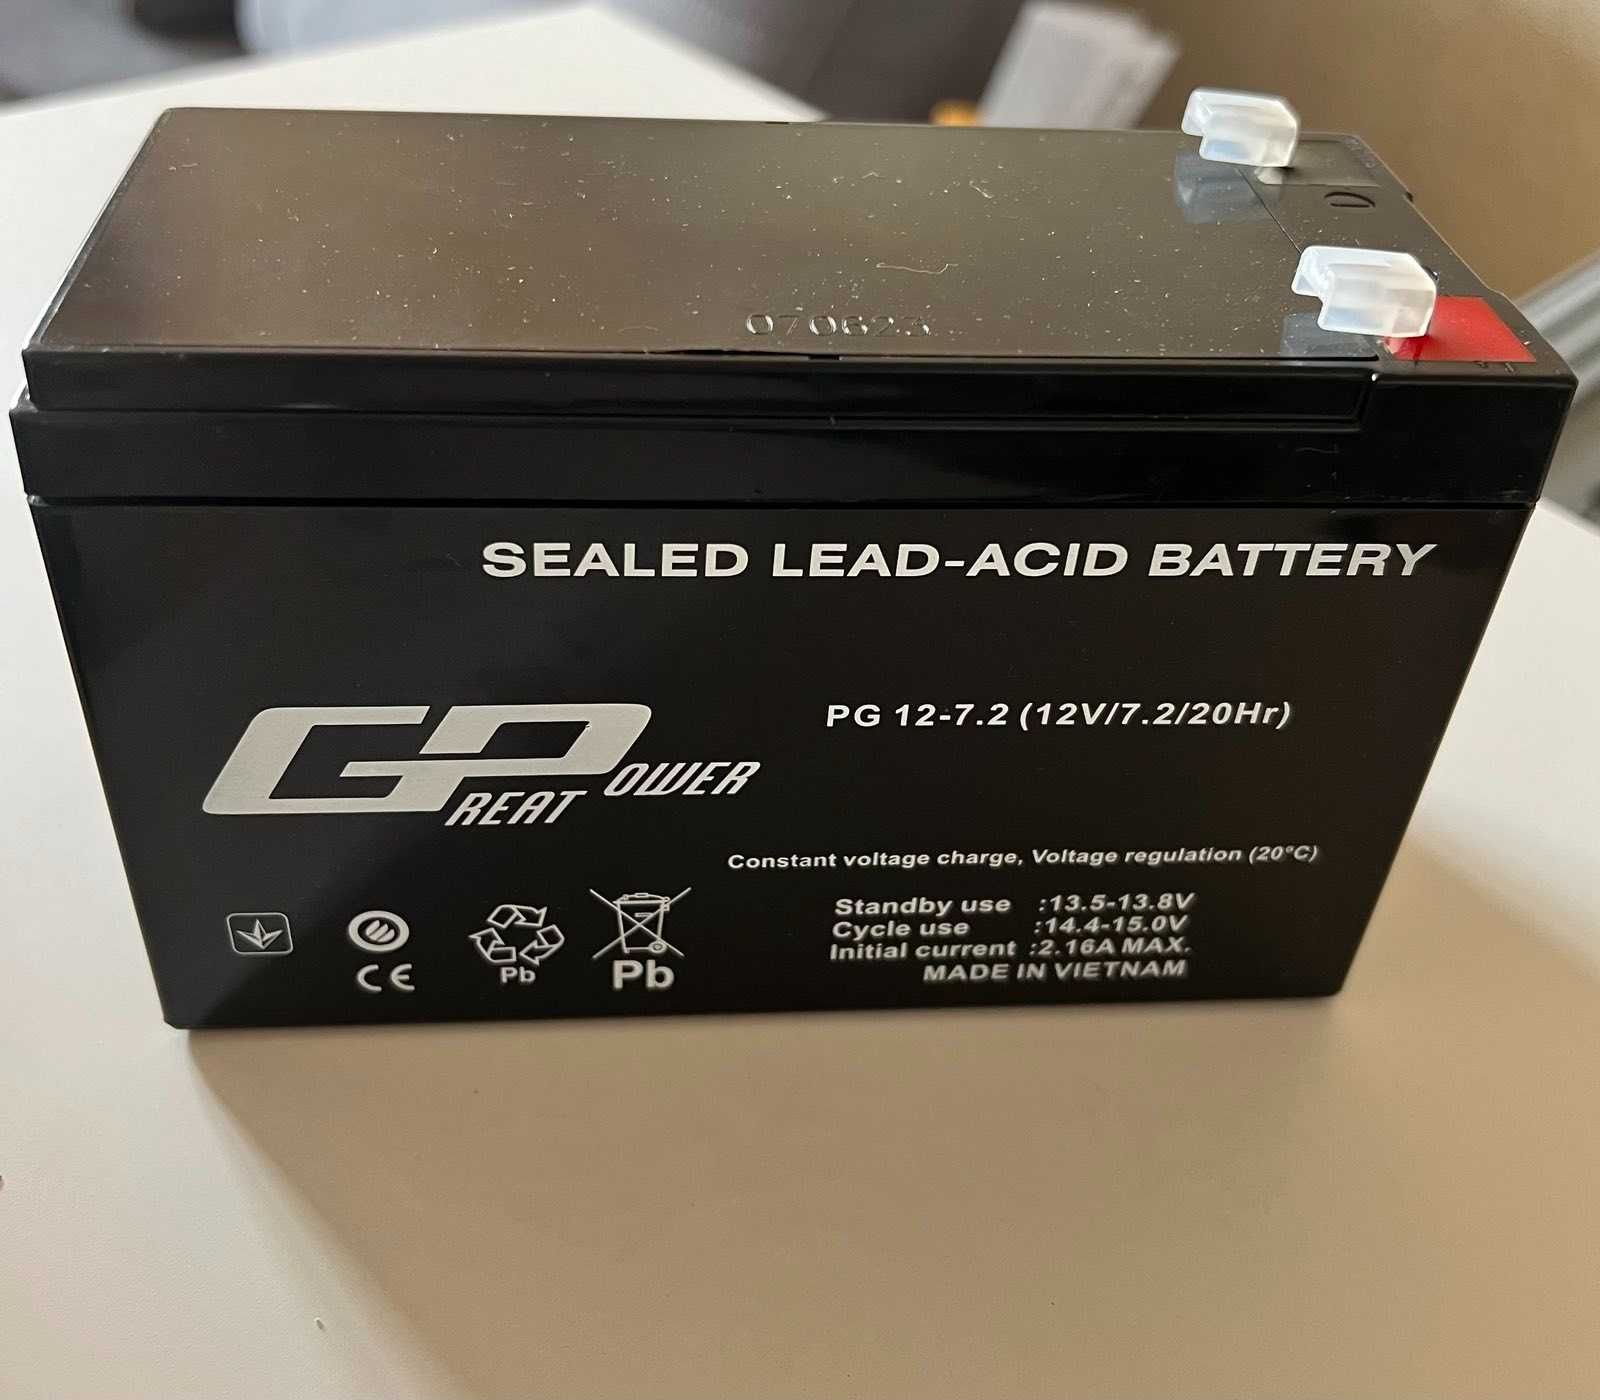 070623
SEALED LEAD-ACID BATTERY
PG 12-7.2 (12V/7.2/20Hr)
GP
GREAT POWER
Constant voltage charge, Voltage regulation (20°C)
Standby use :13.5-13.8V
Cycle use :14.4-15.0V
Initial current :2.16A MAX.
MADE IN VIETNAM
CE
Pb
Pb